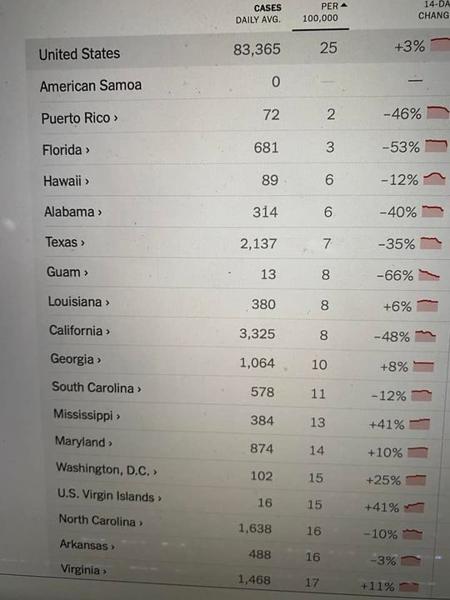 CASES
DAILY AVG.
PER
100,000
14-DA
CHANG
United States 83,365 25 +3%
American Samoa 0 — —
Puerto Rico › 72 2 –46%
Florida › 681 3 –53%
Hawaii › 89 6 –12%
Alabama › 314 6 –40%
Texas › 2,137 7 –35%
Guam › 13 8 –66%
Louisiana › 380 8 +6%
California › 3,325 8 –48%
Georgia › 1,064 10 +8%
South Carolina › 578 11 –12%
Mississippi › 384 13 +41%
Maryland › 874 14 +10%
Washington, D.C. › 102 15 +25%
U.S. Virgin Islands › 16 15 +41%
North Carolina › 1,638 16 –10%
Arkansas › 488 16 –3%
Virginia › 1,468 17 +11%